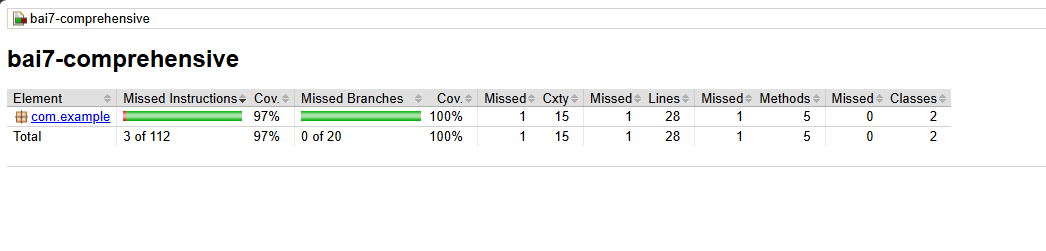 bai7-comprehensive
bai7-comprehensive
Element Missed Instructions Cov. Missed Branches Cov. Missed Cxty Missed Lines Missed Methods Missed Classes
com.example 97% 100% 1 15 1 28 1 5 0 2
Total 3 of 112 97% 0 of 20 100% 1 15 1 28 1 5 0 2